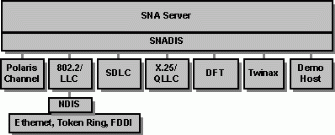 SNA Server
SNADIS
Polaris
Channel
802.2/
LLC
SDLC
X.25/
QLLC
DFT
Twinax
Demo
Host
NDIS
Ethernet, Token Ring, FDDI